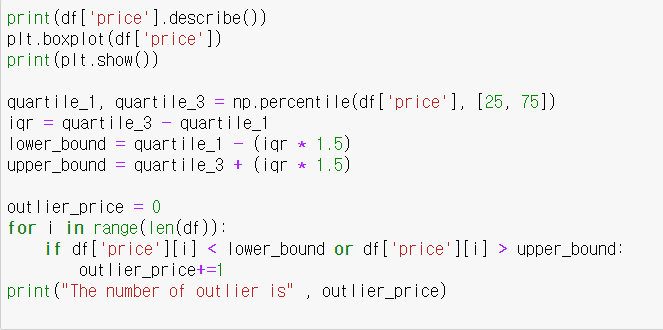 print(df['price'].describe())
plt.boxplot(df['price'])
print(plt.show())
quartile_1, quartile_3 = np.percentile(df['price'], [25, 75])
iqr = quartile_3 - quartile_1
lower_bound = quartile_1 - (iqr * 1.5)
upper_bound = quartile_3 + (iqr * 1.5)
outlier_price = 0
for i in range(len(df)):
    if df['price'][i] < lower_bound or df['price'][i] > upper_bound:
        outlier_price+=1
print("The number of outlier is" , outlier_price)